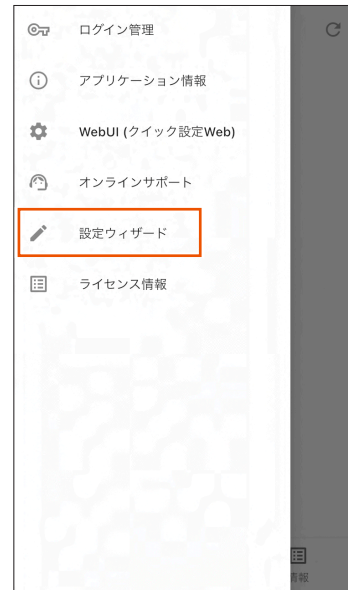 ログイン管理
アプリケーション情報
WebUI (クイック設定Web)
オンラインサポート
設定ウィザード
ライセンス情報
情報